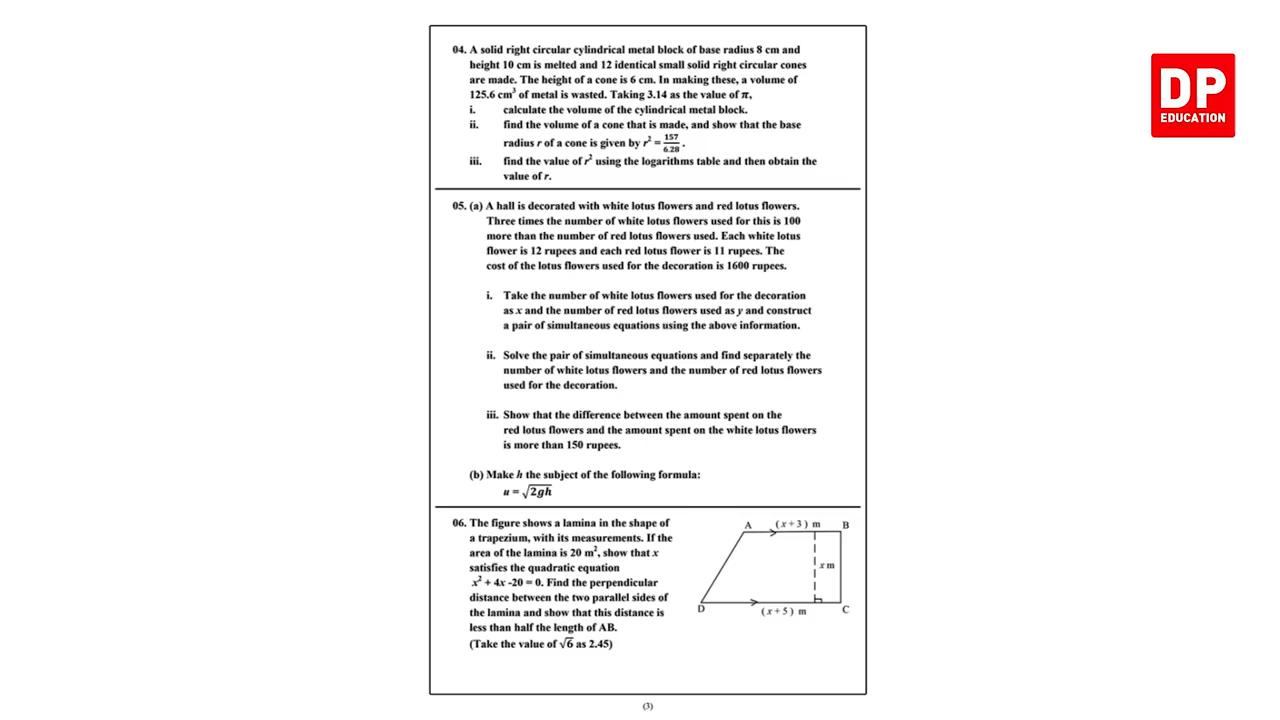 DP
EDUCATION
04. A solid right circular cylindrical metal block of base radius 8 cm and
height 10 cm is melted and 12 identical small solid right circular cones
are made. The height of a cone is 6 cm. In making these, a volume of
125.6 cm³ of metal is wasted. Taking 3.14 as the value of π,
i. calculate the volume of the cylindrical metal block.
ii. find the volume of a cone that is made, and show that the base
radius r of a cone is given by r² = 157/6.28 .
iii. find the value of r² using the logarithms table and then obtain the
value of r.
05. (a) A hall is decorated with white lotus flowers and red lotus flowers.
Three times the number of white lotus flowers used for this is 100
more than the number of red lotus flowers used. Each white lotus
flower is 12 rupees and each red lotus flower is 11 rupees. The
cost of the lotus flowers used for the decoration is 1600 rupees.
i. Take the number of white lotus flowers used for the decoration
as x and the number of red lotus flowers used as y and construct
a pair of simultaneous equations using the above information.
ii. Solve the pair of simultaneous equations and find separately the
number of white lotus flowers and the number of red lotus flowers
used for the decoration.
iii. Show that the difference between the amount spent on the
red lotus flowers and the amount spent on the white lotus flowers
is more than 150 rupees.
(b) Make h the subject of the following formula:
u = √2gh
06. The figure shows a lamina in the shape of
a trapezium, with its measurements. If the
area of the lamina is 20 m², show that x
satisfies the quadratic equation
x² + 4x -20 = 0. Find the perpendicular
distance between the two parallel sides of
the lamina and show that this distance is
less than half the length of AB.
(Take the value of √6 as 2.45)
A (x+3) m B
x m
D (x+5) m C
(3)